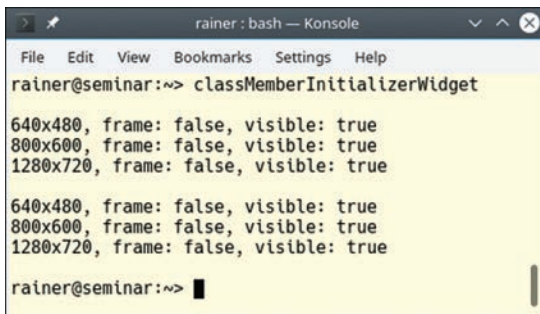 rainer : bash — Konsole
File Edit View Bookmarks Settings Help
rainer@seminar:~> classMemberInitializerWidget
640x480, frame: false, visible: true
800x600, frame: false, visible: true
1280x720, frame: false, visible: true
640x480, frame: false, visible: true
800x600, frame: false, visible: true
1280x720, frame: false, visible: true
rainer@seminar:~>